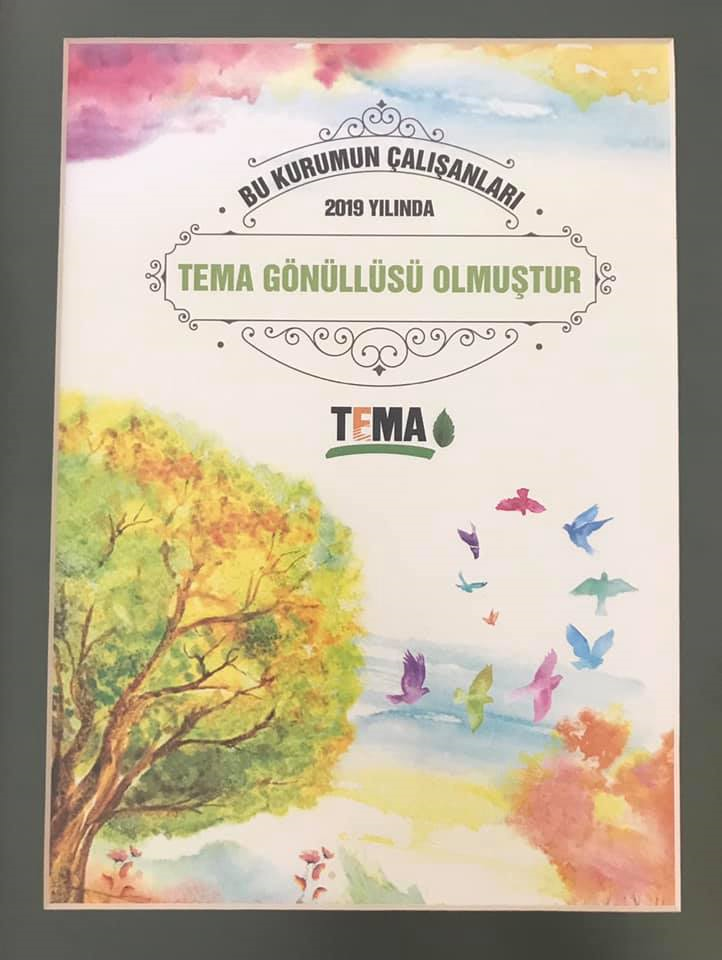 BU KURUMUN ÇALIŞANLARI
2019 YILINDA
TEMA GÖNÜLLÜSÜ OLMUŞTUR
TEMA